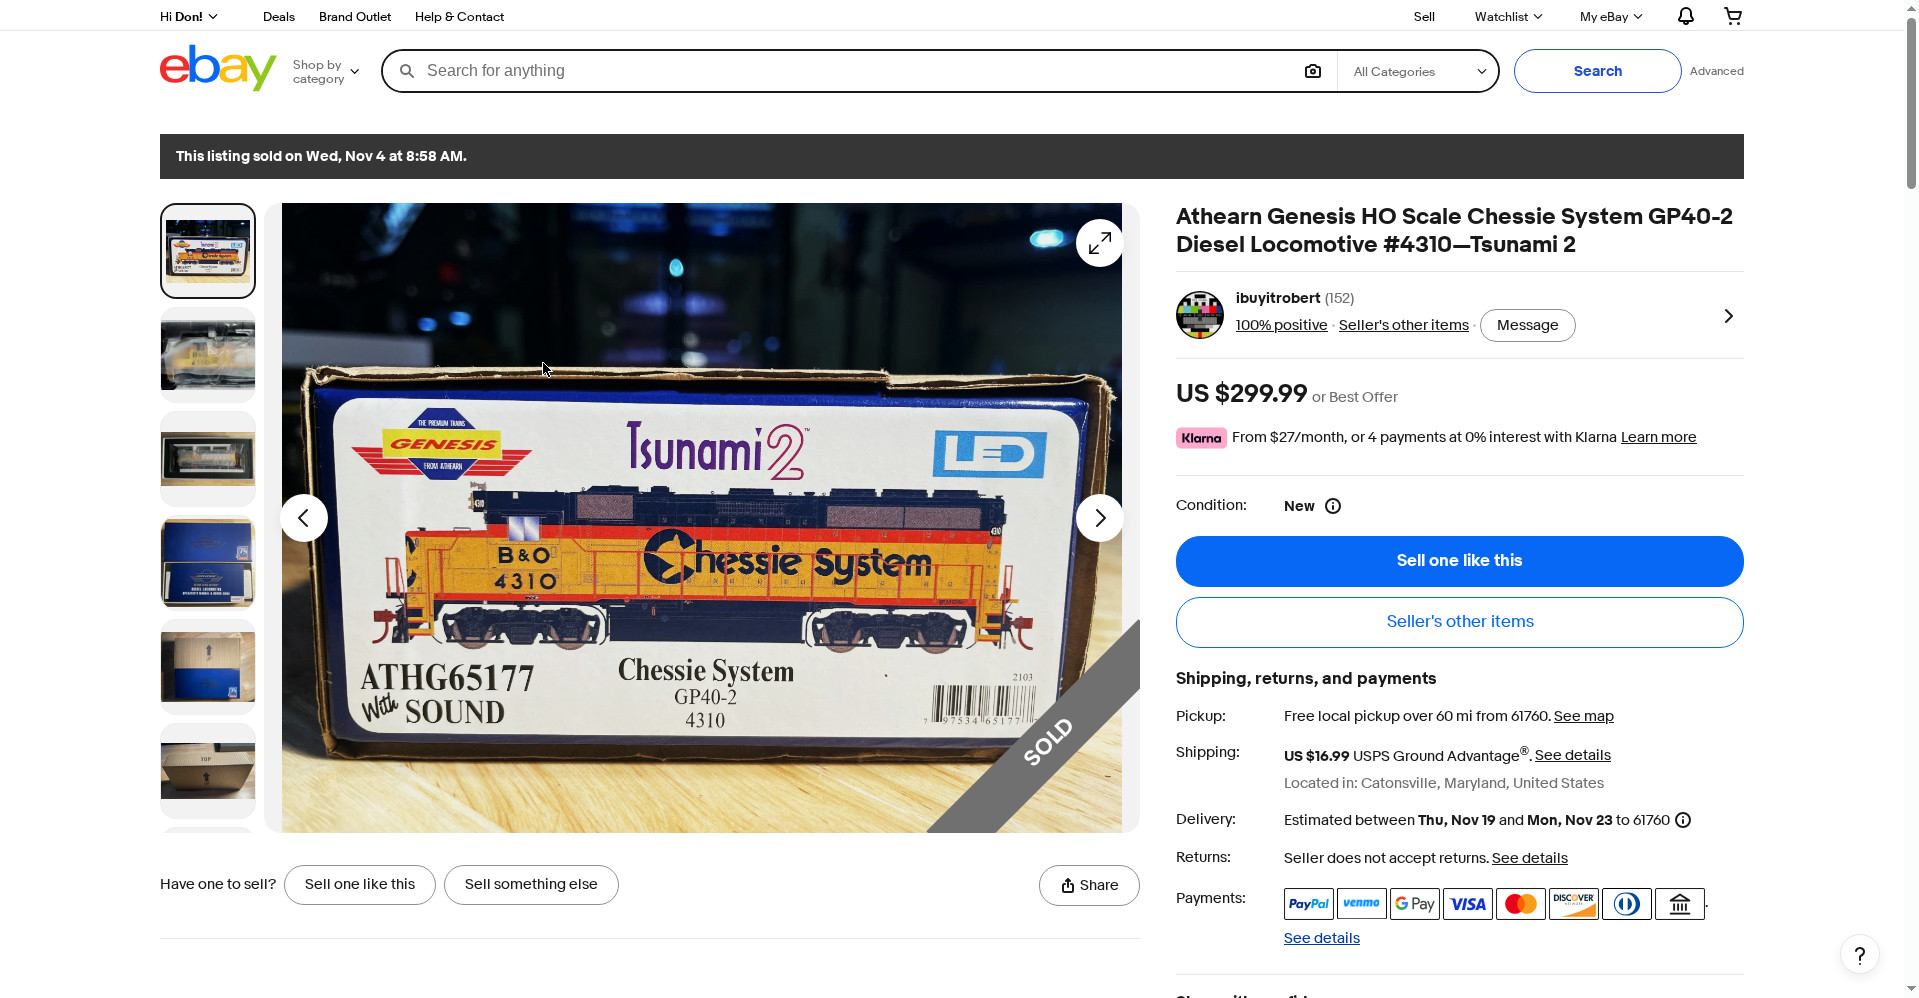 Hi Don!
Deals
Brand Outlet
Help & Contact
Sell
Watchlist
My eBay
ebay
Shop by category
Search for anything
All Categories
Search
Advanced
This listing sold on Wed, Nov 4 at 8:58 AM.
THE PREMIUM TRAINS
GENESIS
FROM ATHEARN
Tsunami2™
LED
4310
4310
B&O
4310
Chessie System
ATHG65177
With SOUND
Chessie System
GP40-2
4310
2103
7 97534 65177
SOLD
Have one to sell?
Sell one like this
Sell something else
Share
Athearn Genesis HO Scale Chessie System GP40-2
Diesel Locomotive #4310—Tsunami 2
ibuyitrobert (152)
100% positive · Seller's other items · Message
US $299.99 or Best Offer
Klarna From $27/month, or 4 payments at 0% interest with Klarna Learn more
Condition: New
Sell one like this
Seller's other items
Shipping, returns, and payments
Pickup: Free local pickup over 60 mi from 61760. See map
Shipping: US $16.99 USPS Ground Advantage®. See details
Located in: Catonsville, Maryland, United States
Delivery: Estimated between Thu, Nov 19 and Mon, Nov 23 to 61760
Returns: Seller does not accept returns. See details
Payments: PayPal venmo G Pay VISA DISCOVER
See details
?